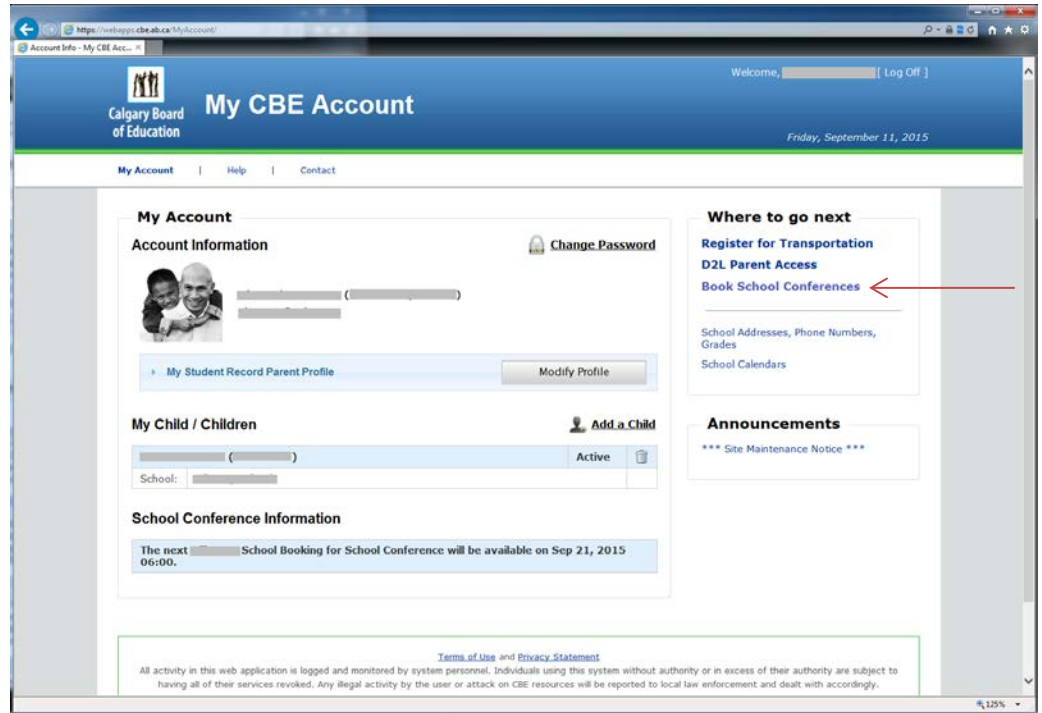 https://webapps.cbe.ab.ca/MyAccount/
Account Info - My CBE Acc...
Welcome, [ Log Off ]
Calgary Board
of Education
My CBE Account
Friday, September 11, 2015
My Account | Help | Contact
My Account
Account Information
Change Password
( )
My Student Record Parent Profile
Modify Profile
My Child / Children
Add a Child
( ) Active
School:
School Conference Information
The next School Booking for School Conference will be available on Sep 21, 2015
06:00.
Where to go next
Register for Transportation
D2L Parent Access
Book School Conferences
School Addresses, Phone Numbers,
Grades
School Calendars
Announcements
*** Site Maintenance Notice ***
Terms of Use and Privacy Statement
All activity in this web application is logged and monitored by system personnel. Individuals using this system without authority or in excess of their authority are subject to
having all of their services revoked. Any illegal activity by the user or attack on CBE resources will be reported to local law enforcement and dealt with accordingly.
125%